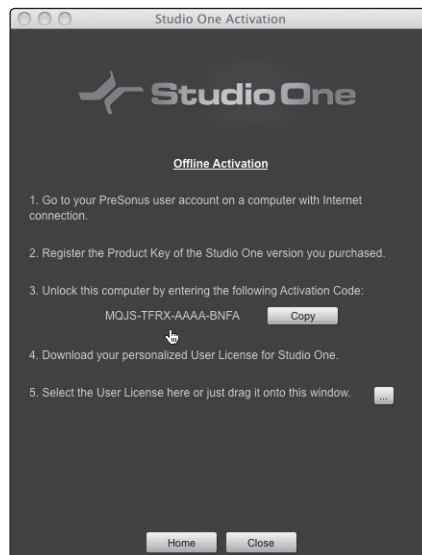 Studio One Activation
Studio One
Offline Activation
1. Go to your PreSonus user account on a computer with Internet
connection.
2. Register the Product Key of the Studio One version you purchased.
3. Unlock this computer by entering the following Activation Code:
MQJS-TFRX-AAAA-BNFA Copy
4. Download your personalized User License for Studio One.
5. Select the User License here or just drag it onto this window. ...
Home Close